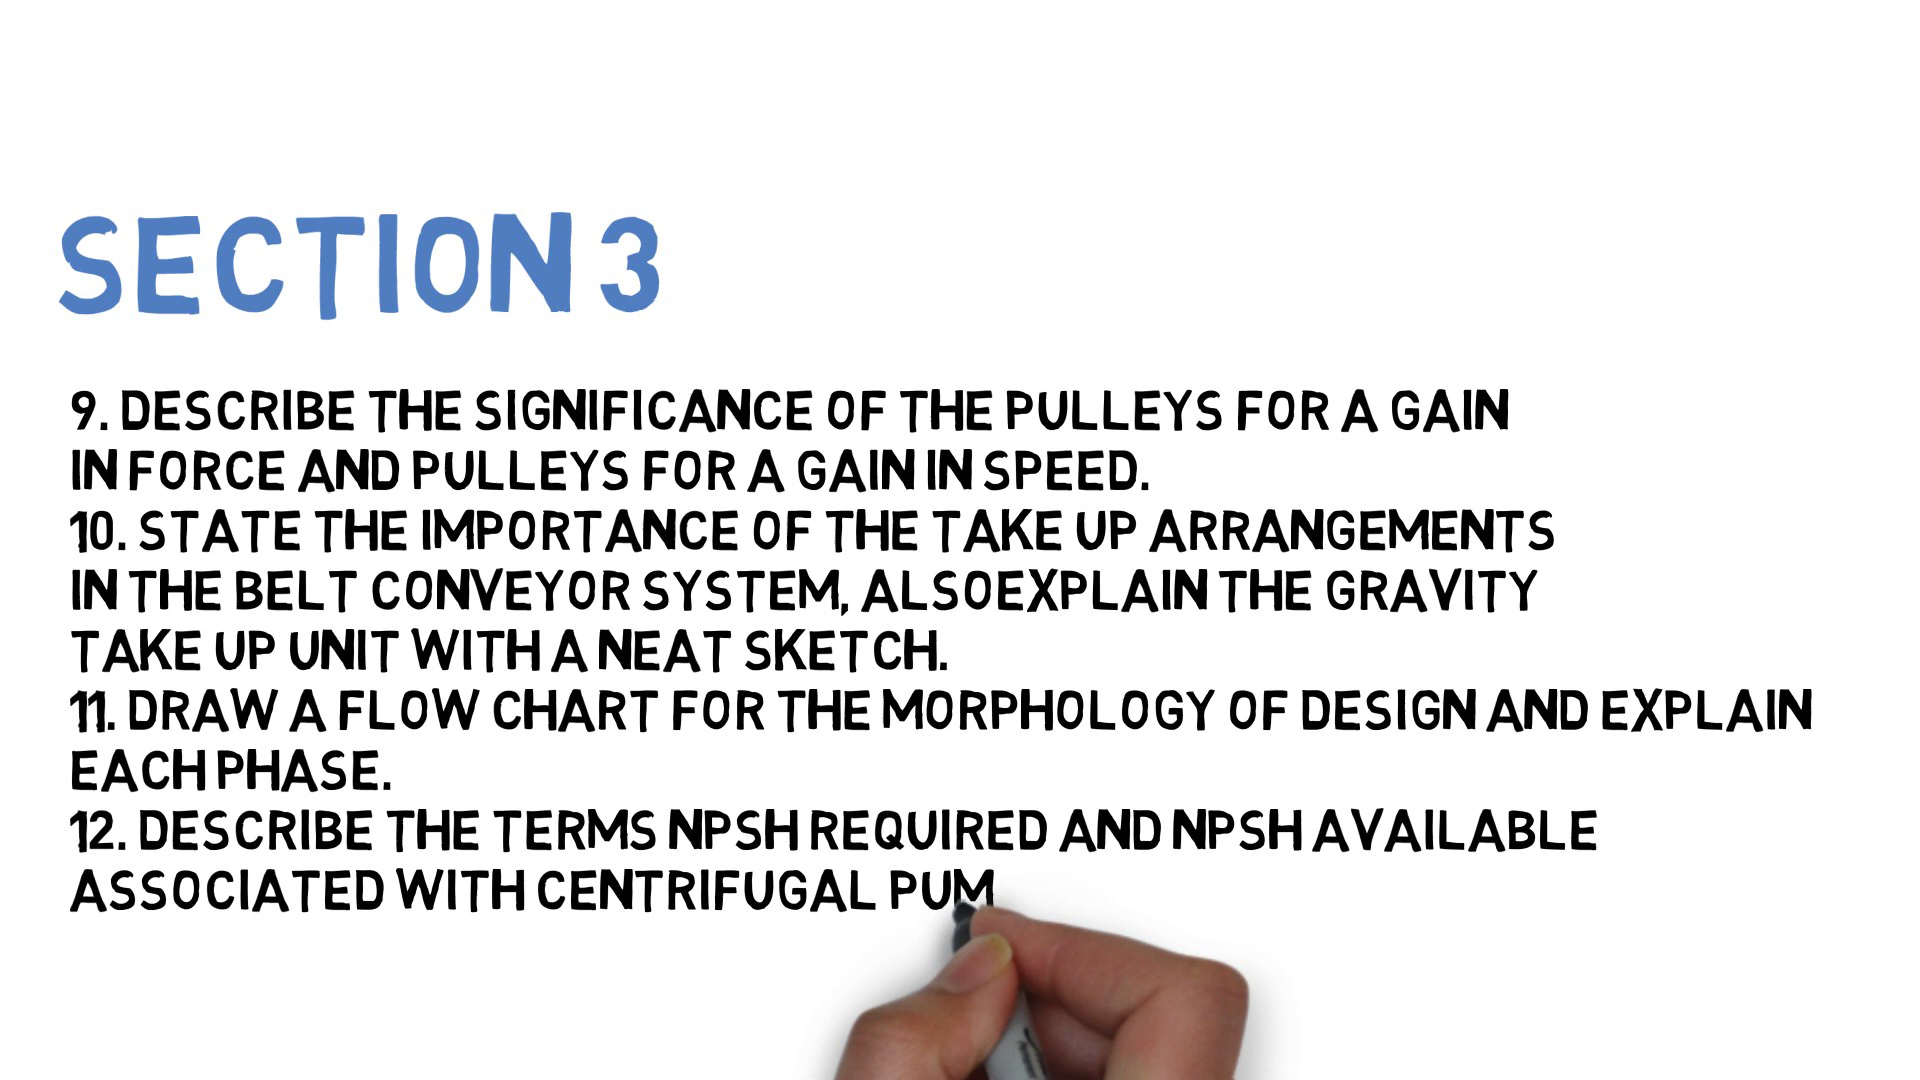 SECTION 3
9. DESCRIBE THE SIGNIFICANCE OF THE PULLEYS FOR A GAIN
IN FORCE AND PULLEYS FOR A GAIN IN SPEED.
10. STATE THE IMPORTANCE OF THE TAKE UP ARRANGEMENTS
IN THE BELT CONVEYOR SYSTEM, ALSOEXPLAIN THE GRAVITY
TAKE UP UNIT WITH A NEAT SKETCH.
11. DRAW A FLOW CHART FOR THE MORPHOLOGY OF DESIGN AND EXPLAIN
EACH PHASE.
12. DESCRIBE THE TERMS NPSH REQUIRED AND NPSH AVAILABLE
ASSOCIATED WITH CENTRIFUGAL PUM